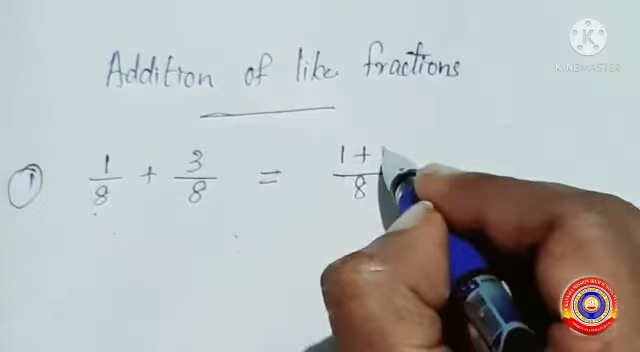 Addition of like fractions
① 1/8 + 3/8 = 1+/8
KINEMASTER